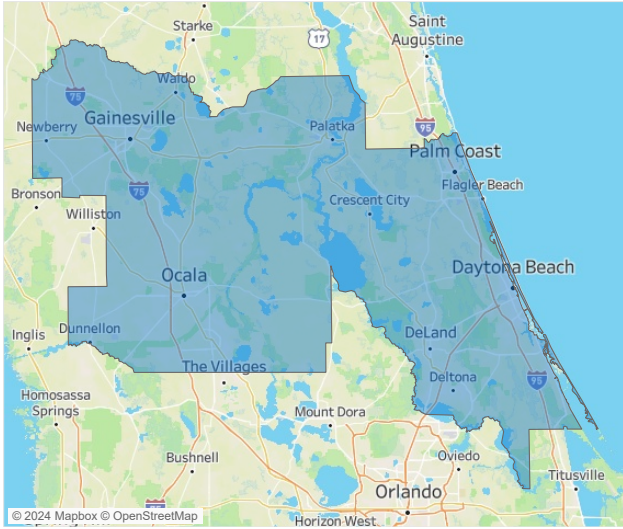 Starke
17
Saint
Augustine
75
Waldo
Newberry
Gainesville
Palatka
95
Palm Coast
Bronson
75
Flagler Beach
Williston
Crescent City
Ocala
Daytona Beach
Inglis
Dunnellon
DeLand
The Villages
Deltona
95
Homosassa
Springs
Mount Dora
Bushnell
Oviedo
Titusville
Orlando
© 2024 Mapbox © OpenStreetMap
Horizon West